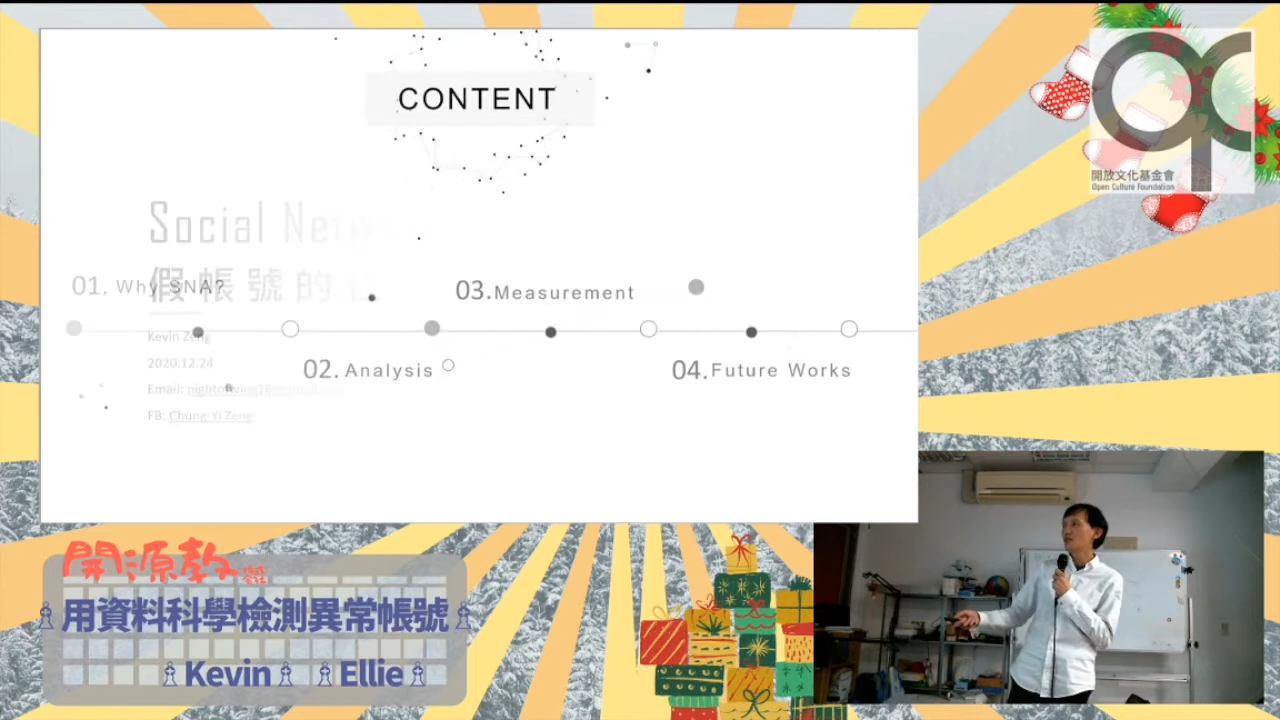 CONTENT
Social Netw
假帳號的
01. Why SNA?
03.Measurement
Kevin Zeng
02. Analysis
04.Future Works
2020.12.24
Email:
FB: Chung-Yi Zeng
開放文化基金會
Open Culture Foundation
開源教
用資料科學檢測異常帳號
Kevin
Ellie